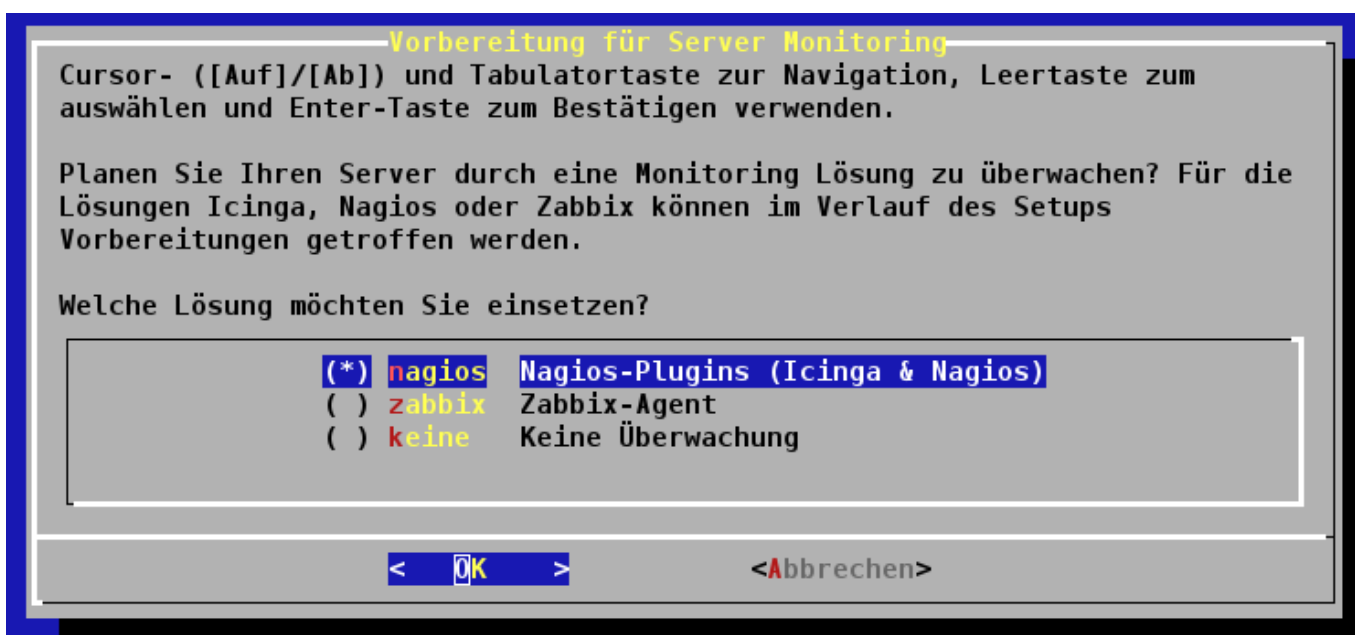 Vorbereitung für Server Monitoring
Cursor- ([Auf]/[Ab]) und Tabulatortaste zur Navigation, Leertaste zum
auswählen und Enter-Taste zum Bestätigen verwenden.
Planen Sie Ihren Server durch eine Monitoring Lösung zu überwachen? Für die
Lösungen Icinga, Nagios oder Zabbix können im Verlauf des Setups
Vorbereitungen getroffen werden.
Welche Lösung möchten Sie einsetzen?
(*) nagios Nagios-Plugins (Icinga & Nagios)
( ) zabbix Zabbix-Agent
( ) keine Keine Überwachung
< OK > <Abbrechen>